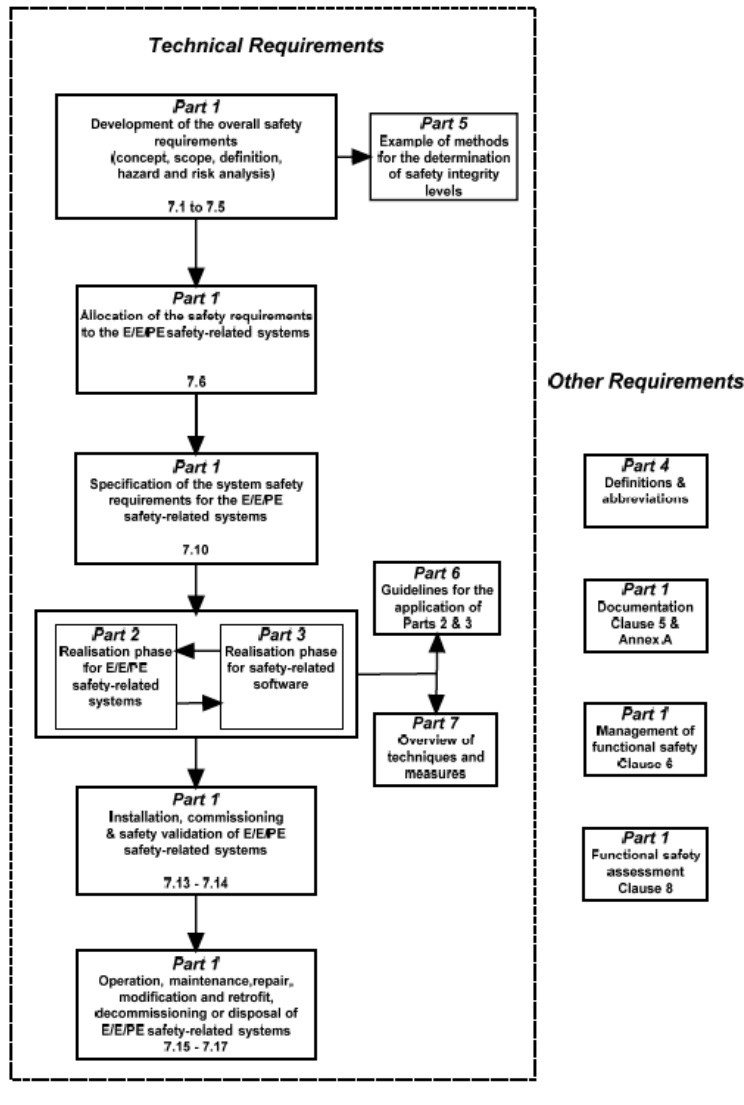 Technical Requirements
Part 1
Development of the overall safety
requirements
(concept, scope, definition,
hazard and risk analysis)
7.1 to 7.5
Part 5
Example of methods
for the determination
of safety integrity
levels
Part 1
Allocation of the safety requirements
to the E/E/PE safety-related systems
7.6
Other Requirements
Part 1
Specification of the system safety
requirements for the E/E/PE
safety-related systems
7.10
Part 4
Definitions &
abbreviations
Part 6
Guidelines for the
application of
Parts 2 & 3
Part 1
Documentation
Clause 5 &
Annex A
Part 2
Realisation phase
for E/E/PE
safety-related
systems
Part 3
Realisation phase
for safety-related
software
Part 7
Overview of
techniques and
measures
Part 1
Management of
functional safety
Clause 6
Part 1
Installation, commissioning
& safety validation of E/E/PE
safety-related systems
7.13 - 7.14
Part 1
Functional safety
assessment
Clause 8
Part 1
Operation, maintenance,repair,
modification and retrofit,
decommissioning or disposal of
E/E/PE safety-related systems
7.15 - 7.17